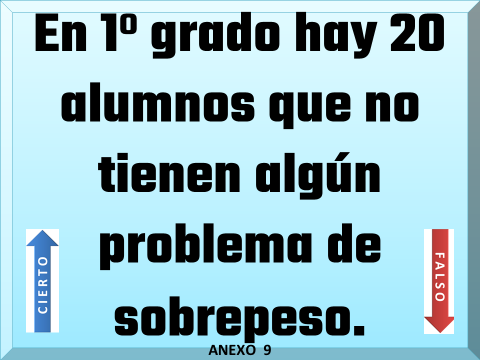 En 1º grado hay 20
alumnos que no
tienen algún
problema de
sobrepeso.
CIERTO
FALSO
ANEXO 9